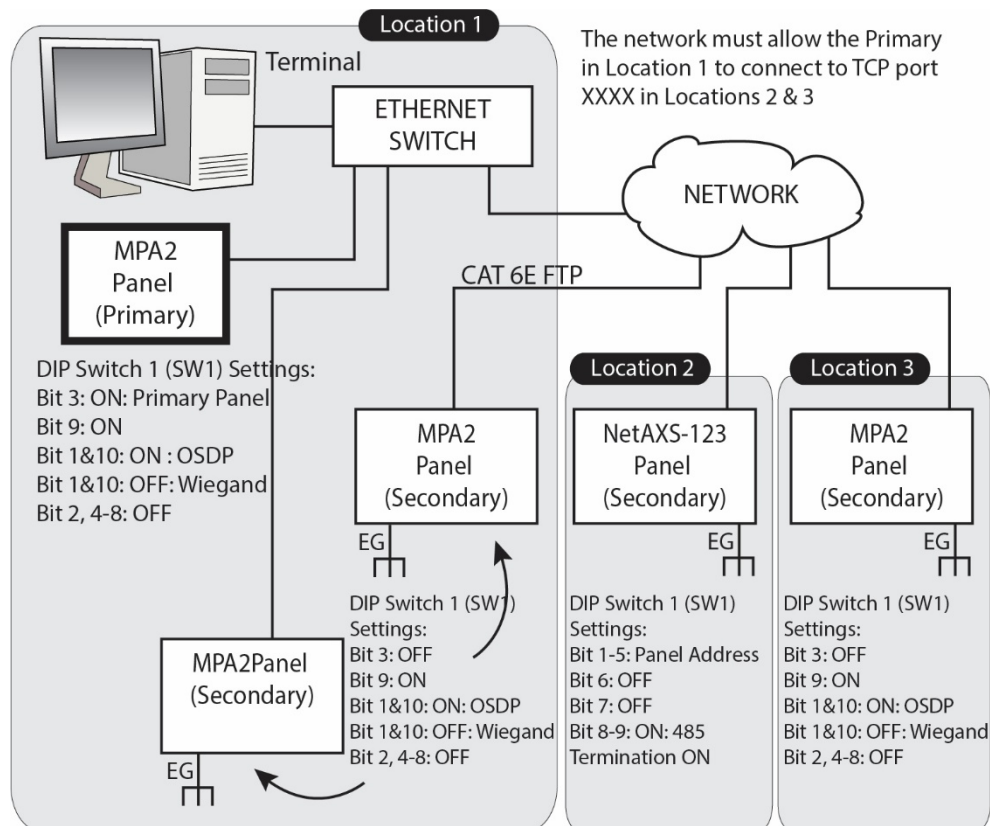 Location 1
Terminal
ETHERNET
SWITCH
The network must allow the Primary
in Location 1 to connect to TCP port
XXXX in Locations 2 & 3
NETWORK
MPA2
Panel
(Primary)
CAT 6E FTP
DIP Switch 1 (SW1) Settings:
Bit 3: ON: Primary Panel
Bit 9: ON
Bit 1&10: ON : OSDP
Bit 1&10: OFF: Wiegand
Bit 2, 4-8: OFF
MPA2
Panel
(Secondary)
EG
DIP Switch 1 (SW1)
Settings:
Bit 3: OFF
Bit 9: ON
Bit 1&10: ON: OSDP
Bit 1&10: OFF: Wiegand
Bit 2, 4-8: OFF
MPA2Panel
(Secondary)
EG
Location 2
NetAXS-123
Panel
(Secondary)
EG
DIP Switch 1 (SW1)
Settings:
Bit 1-5: Panel Address
Bit 6: OFF
Bit 7: OFF
Bit 8-9: ON: 485
Termination ON
Location 3
MPA2
Panel
(Secondary)
EG
DIP Switch 1 (SW1)
Settings:
Bit 3: OFF
Bit 9: ON
Bit 1&10: ON: OSDP
Bit 1&10: OFF: Wiegand
Bit 2, 4-8: OFF